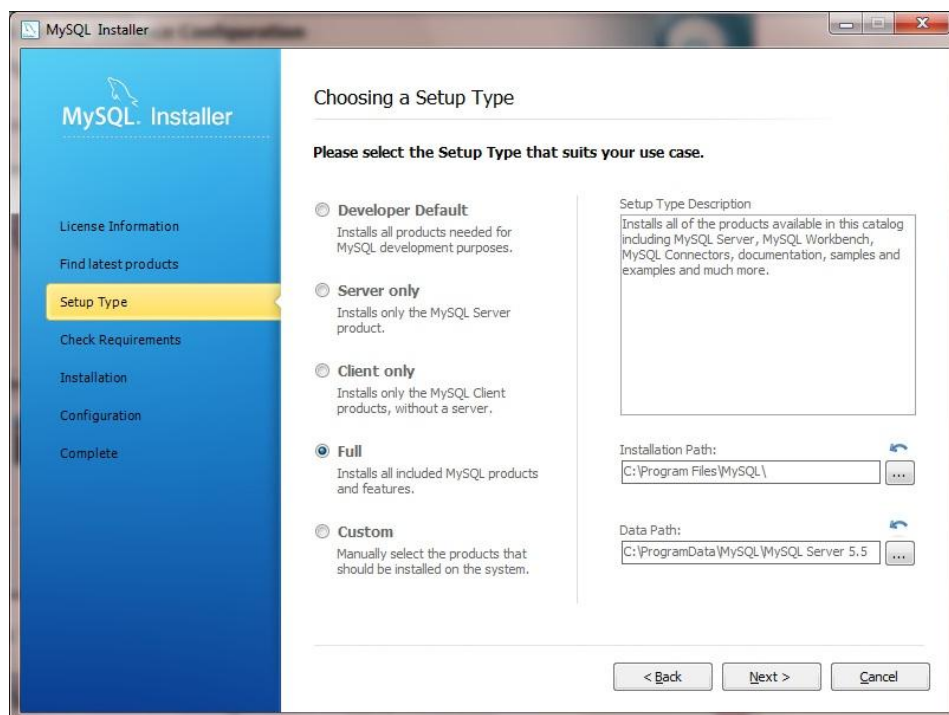 MySQL Installer
MySQL. Installer
License Information
Find latest products
Setup Type
Check Requirements
Installation
Configuration
Complete
Choosing a Setup Type
Please select the Setup Type that suits your use case.
Developer Default
Installs all products needed for
MySQL development purposes.
Server only
Installs only the MySQL Server
product.
Client only
Installs only the MySQL Client
products, without a server.
Full
Installs all included MySQL products
and features.
Custom
Manually select the products that
should be installed on the system.
Setup Type Description
Installs all of the products available in this catalog
including MySQL Server, MySQL Workbench,
MySQL Connectors, documentation, samples and
examples and much more.
Installation Path:
C:\Program Files\MySQL\
...
Data Path:
C:\ProgramData\MySQL\MySQL Server 5.5
...
< Back
Next >
Cancel